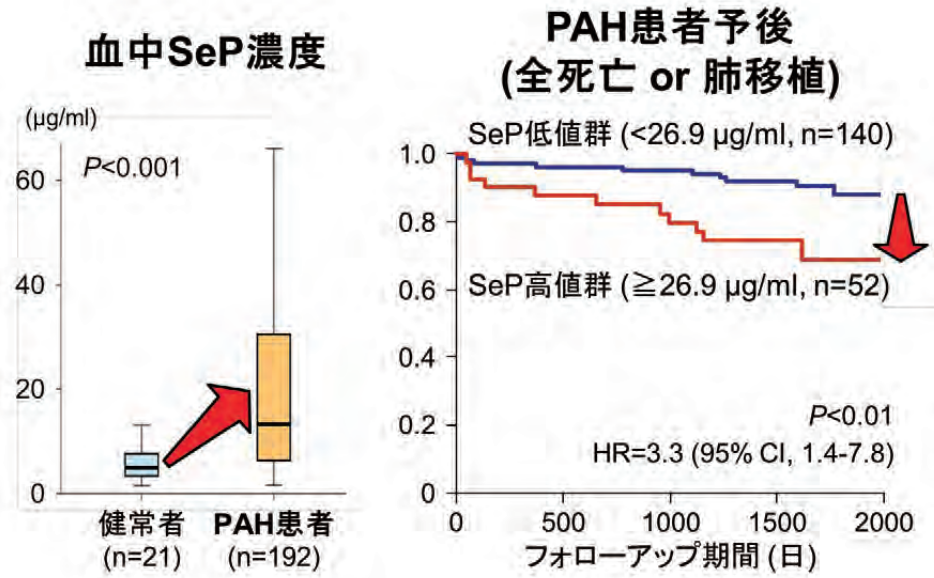 血中SeP濃度
(μg/ml)
P<0.001
60
40
20
0
健常者
(n=21)
PAH患者
(n=192)
PAH患者予後
(全死亡 or 肺移植)
SeP低値群 (<26.9 μg/ml, n=140)
1.0
0.8
0.6
0.4
0.2
0
SeP高値群 (≧26.9 μg/ml, n=52)
P<0.01
HR=3.3 (95% CI, 1.4-7.8)
0 500 1000 1500 2000
フォローアップ期間 (日)